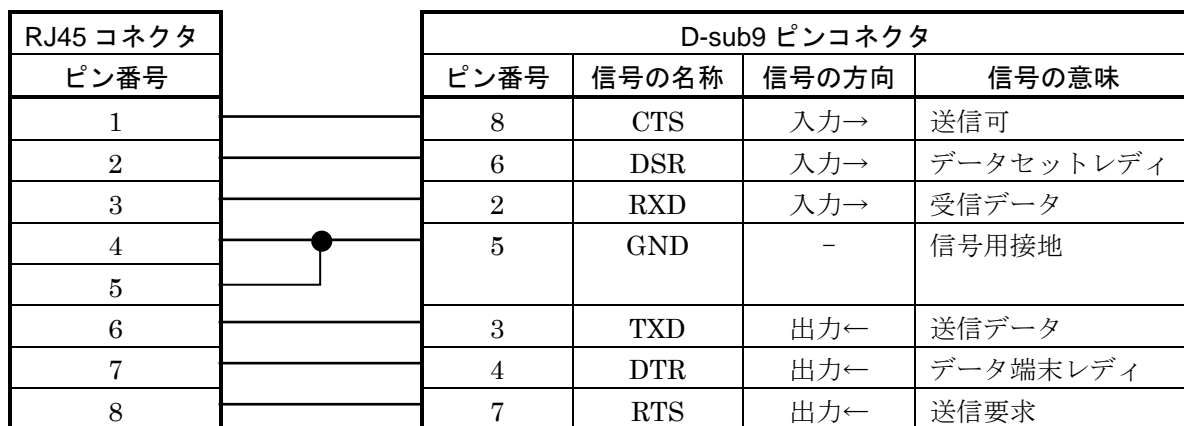 RJ45 コネクタ D-sub9 ピンコネクタ
ピン番号 ピン番号 信号の名称 信号の方向 信号の意味
1 8 CTS 入力→ 送信可
2 6 DSR 入力→ データセットレディ
3 2 RXD 入力→ 受信データ
4 5 GND － 信号用接地
5
6 3 TXD 出力← 送信データ
7 4 DTR 出力← データ端末レディ
8 7 RTS 出力← 送信要求